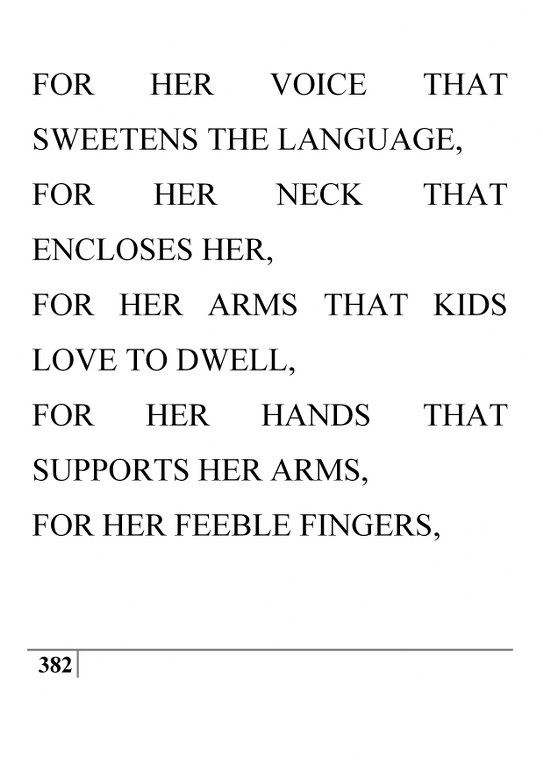 FOR HER VOICE THAT
SWEETENS THE LANGUAGE,
FOR HER NECK THAT
ENCLOSES HER,
FOR HER ARMS THAT KIDS
LOVE TO DWELL,
FOR HER HANDS THAT
SUPPORTS HER ARMS,
FOR HER FEEBLE FINGERS,
382